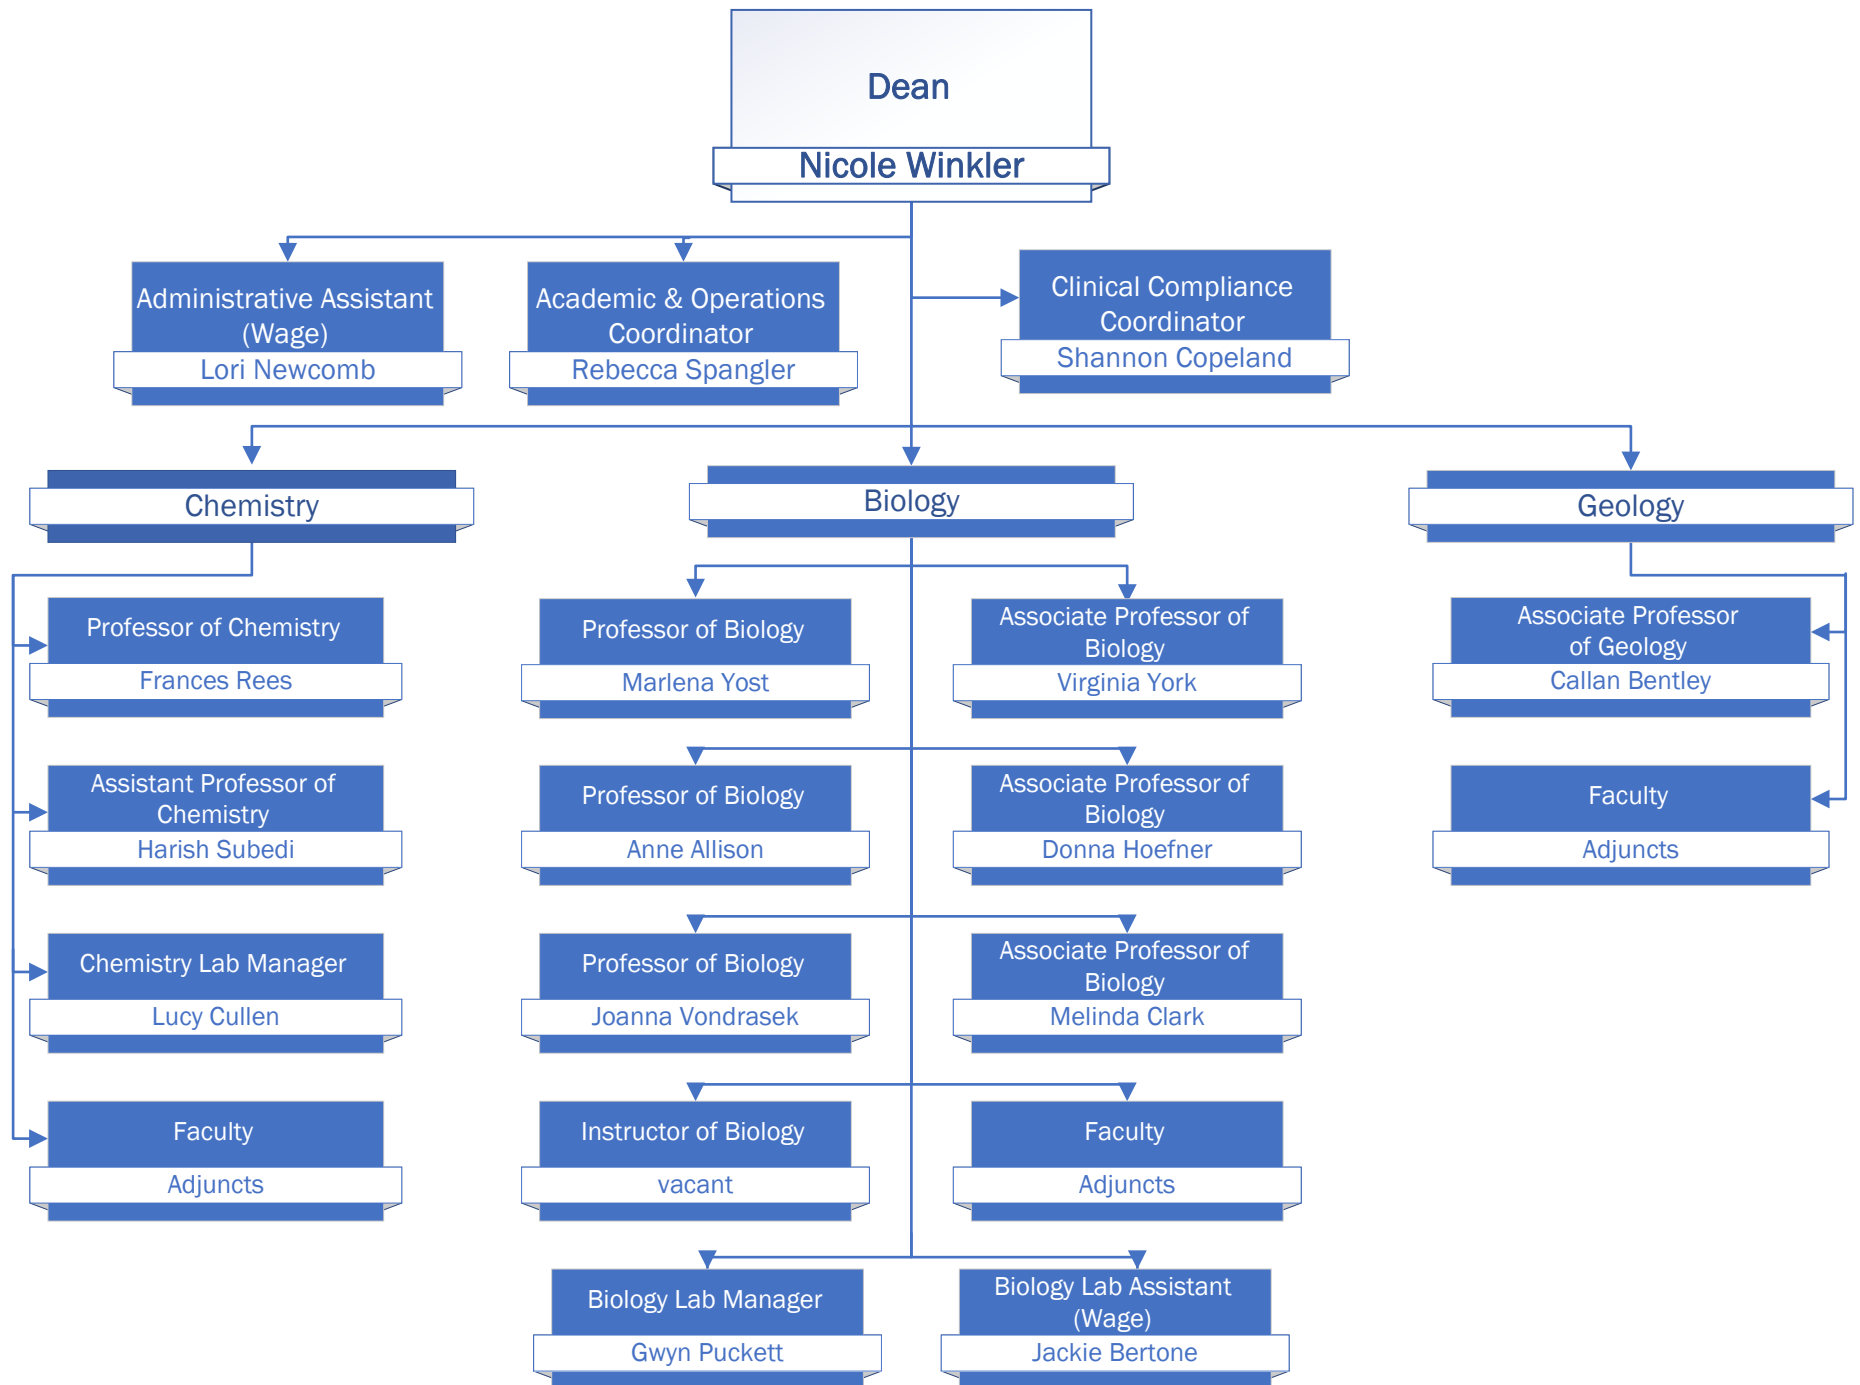 Dean
Nicole Winkler
Administrative Assistant
(Wage)
Lori Newcomb
Academic & Operations
Coordinator
Rebecca Spangler
Clinical Compliance
Coordinator
Shannon Copeland
Chemistry
Biology
Geology
Professor of Chemistry
Frances Rees
Professor of Biology
Marlena Yost
Associate Professor of
Biology
Virginia York
Associate Professor
of Geology
Callan Bentley
Assistant Professor of
Chemistry
Harish Subedi
Professor of Biology
Anne Allison
Associate Professor of
Biology
Donna Hoefner
Faculty
Adjuncts
Chemistry Lab Manager
Lucy Cullen
Professor of Biology
Joanna Vondrasek
Associate Professor of
Biology
Melinda Clark
Faculty
Adjuncts
Instructor of Biology
vacant
Faculty
Adjuncts
Biology Lab Manager
Gwyn Puckett
Biology Lab Assistant
(Wage)
Jackie Bertone